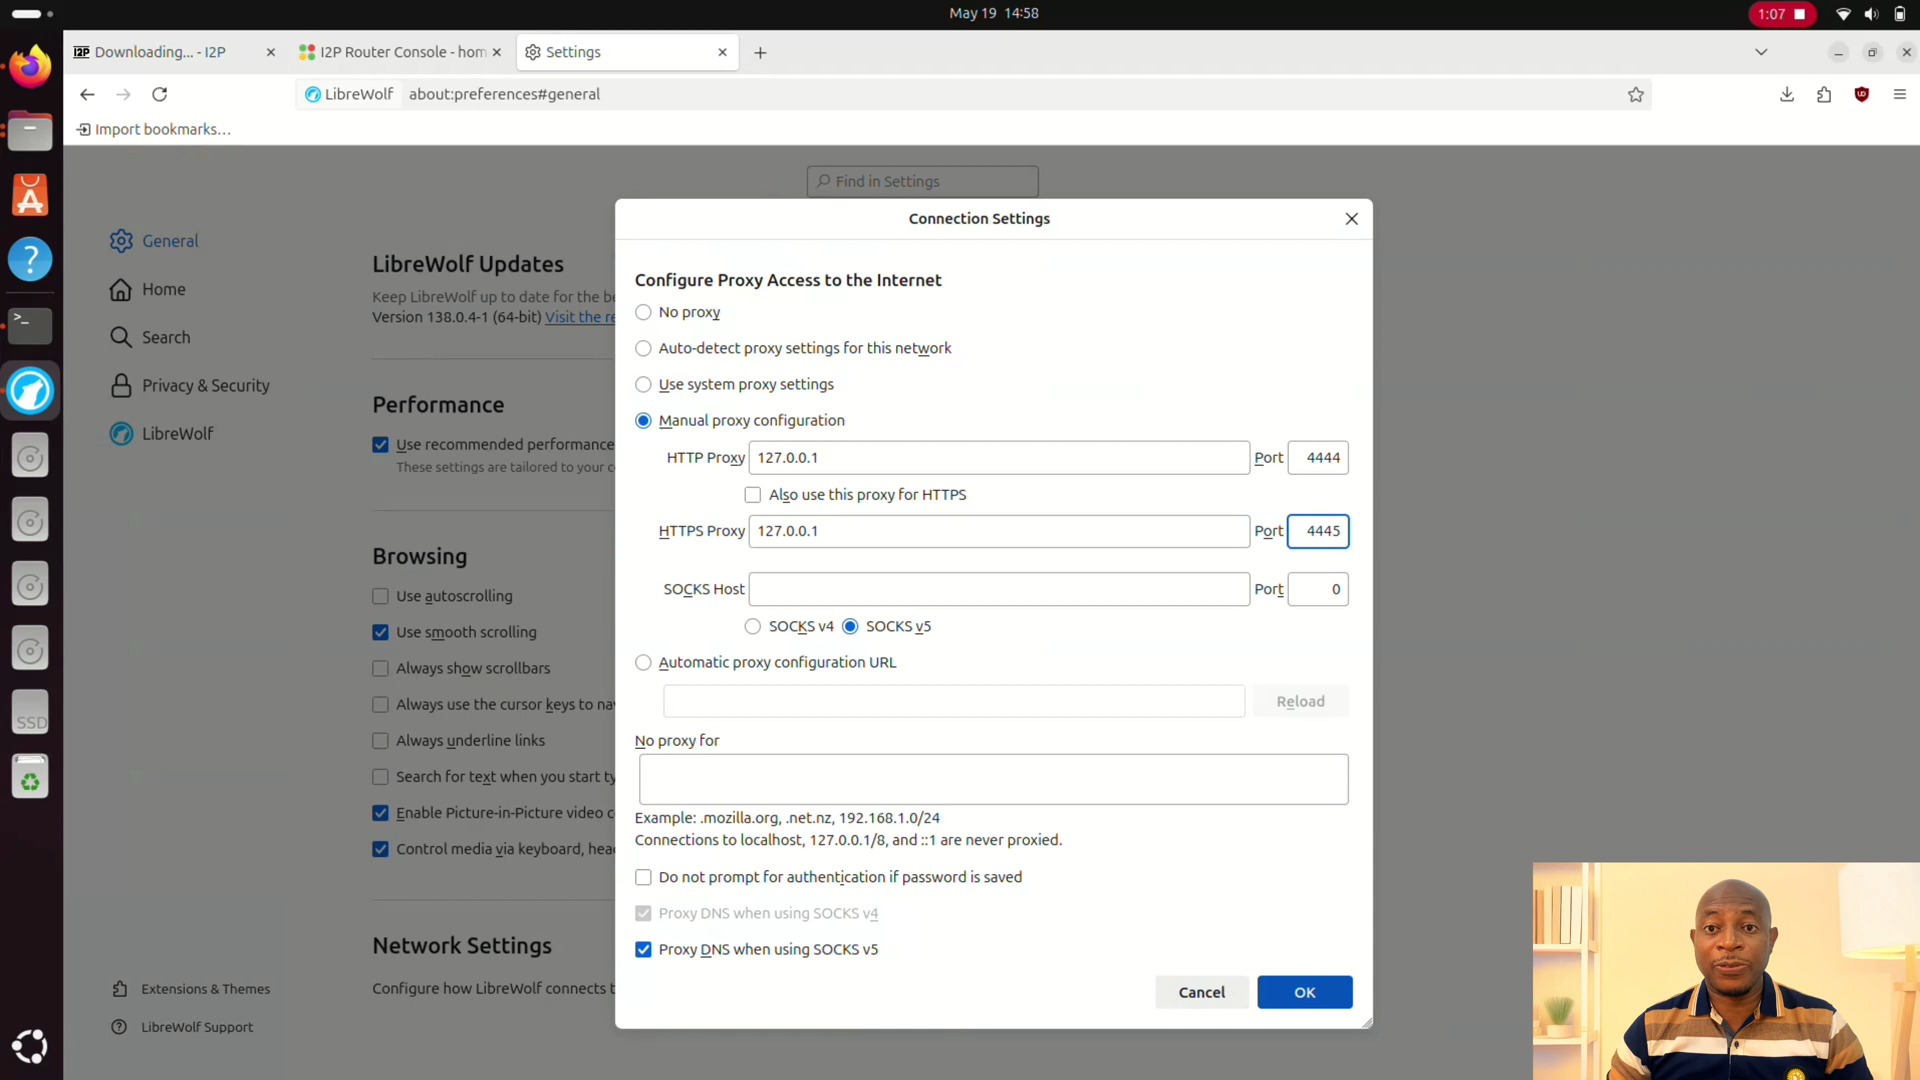 May 19 14:58
1:07
I2P Downloading... - I2P
I2P Router Console - hom
Settings
LibreWolf
about:preferences#general
Import bookmarks...
Find in Settings
General
Home
Search
Privacy & Security
LibreWolf
Extensions & Themes
LibreWolf Support
LibreWolf Updates
Keep LibreWolf up to date for the be
Version 138.0.4-1 (64-bit) Visit the re
Performance
Use recommended performance
These settings are tailored to your c
Browsing
Use autoscrolling
Use smooth scrolling
Always show scrollbars
Always use the cursor keys to na
Always underline links
Search for text when you start ty
Enable Picture-in-Picture video c
Control media via keyboard, hea
Network Settings
Configure how LibreWolf connects t
Connection Settings
Configure Proxy Access to the Internet
No proxy
Auto-detect proxy settings for this network
Use system proxy settings
Manual proxy configuration
HTTP Proxy 127.0.0.1 Port 4444
Also use this proxy for HTTPS
HTTPS Proxy 127.0.0.1 Port 4445
SOCKS Host Port 0
SOCKS v4 SOCKS v5
Automatic proxy configuration URL
Reload
No proxy for
Example: .mozilla.org, .net.nz, 192.168.1.0/24
Connections to localhost, 127.0.0.1/8, and ::1 are never proxied.
Do not prompt for authentication if password is saved
Proxy DNS when using SOCKS v4
Proxy DNS when using SOCKS v5
Cancel OK
SSD